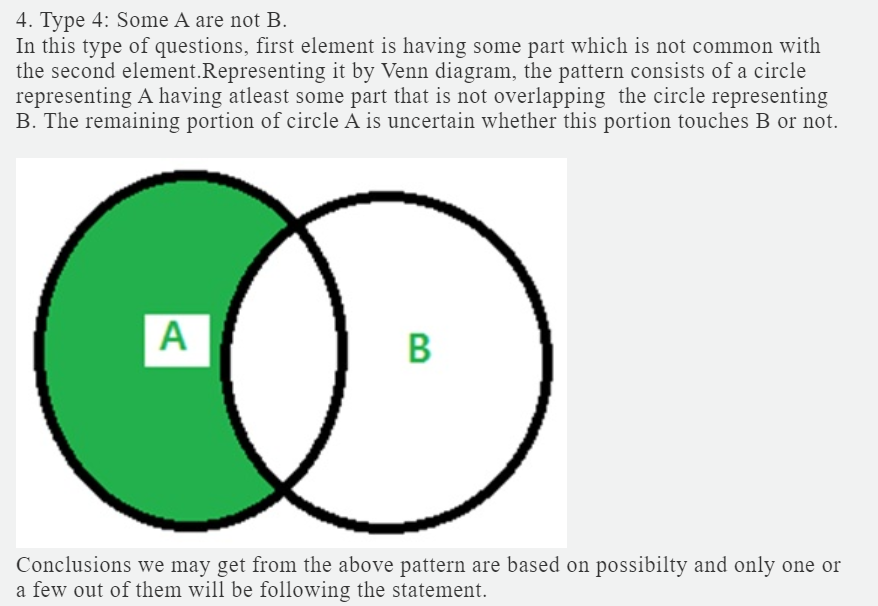 4. Type 4: Some A are not B.
In this type of questions, first element is having some part which is not common with
the second element.Representing it by Venn diagram, the pattern consists of a circle
representing A having atleast some part that is not overlapping the circle representing
B. The remaining portion of circle A is uncertain whether this portion touches B or not.
A
B
Conclusions we may get from the above pattern are based on possibilty and only one or
a few out of them will be following the statement.